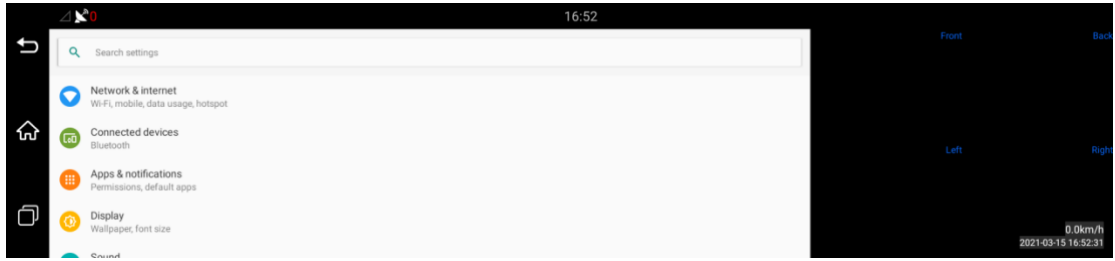 0
16:52
Search settings
Network & internet
Wi-Fi, mobile, data usage, hotspot
Connected devices
Bluetooth
Apps & notifications
Permissions, default apps
Display
Wallpaper, font size
Sound
Front
Back
Left
Right
0.0km/h
2021-03-15 16:52:31